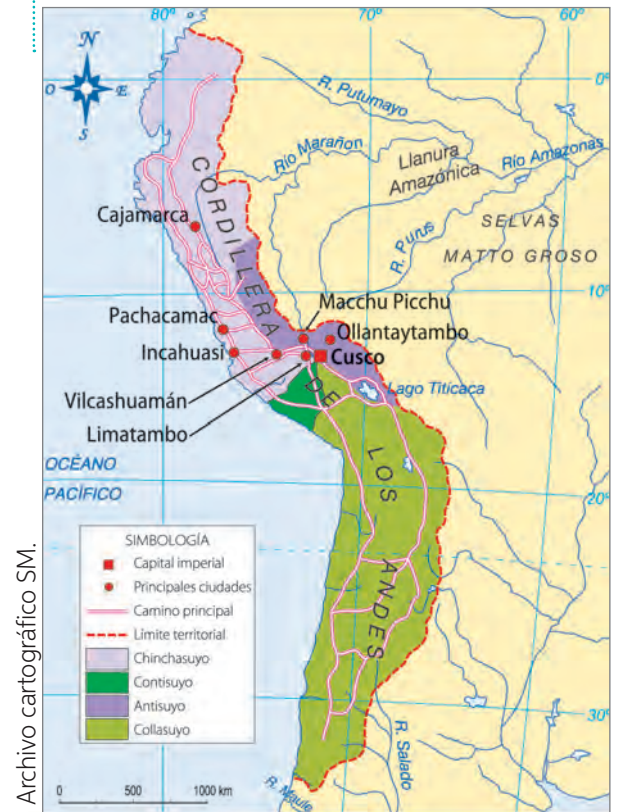 80°
70°
60°
N
O
E
S
0°
R. Putumayo
Río Marañon
Llanura
Amazónica
Río Amazonas
CORDILLERA
DE
LOS
ANDES
Cajamarca
R. Purus
SELVAS
MATTO GROSO
10°
Pachacamac
Macchu Picchu
Ollantaytambo
Incahuasi
Cusco
Vilcashuamán
Lago Titicaca
Limatambo
OCÉANO
PACÍFICO
20°
SIMBOLOGÍA
Capital imperial
Principales ciudades
Camino principal
Límite territorial
Chinchasuyo
Contisuyo
Antisuyo
Collasuyo
30°
R. Salado
R. Maule
0 500 1000 km
80°
70°
Archivo cartográfico SM.